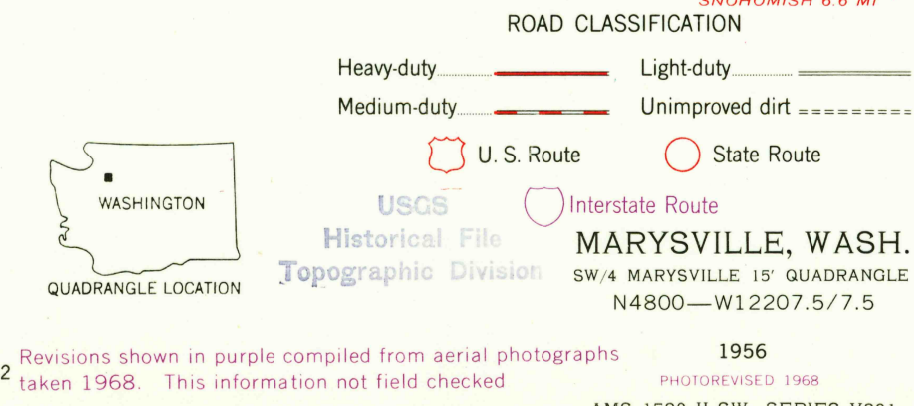 SNOHOMISH 6.6 MI
ROAD CLASSIFICATION
Heavy-duty Light-duty
Medium-duty Unimproved dirt
U. S. Route State Route
Interstate Route
WASHINGTON
QUADRANGLE LOCATION
USGS
Historical File
Topographic Division
MARYSVILLE, WASH.
SW/4 MARYSVILLE 15' QUADRANGLE
N4800—W12207.5/7.5
2
Revisions shown in purple compiled from aerial photographs
taken 1968. This information not field checked
1956
PHOTOREVISED 1968